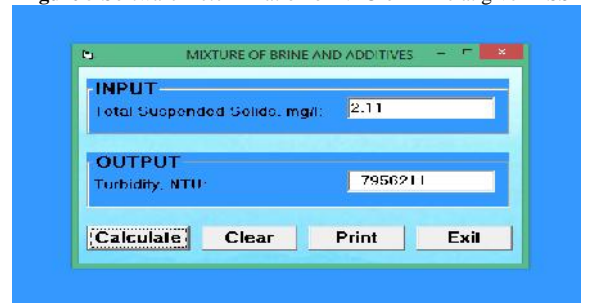 MIXTURE OF BRINE AND ADDITIVES
INPUT
Total Suspended Solids, mg/l: 2.11
OUTPUT
Turbidity, NTU:
Calculate Clear Print Exit